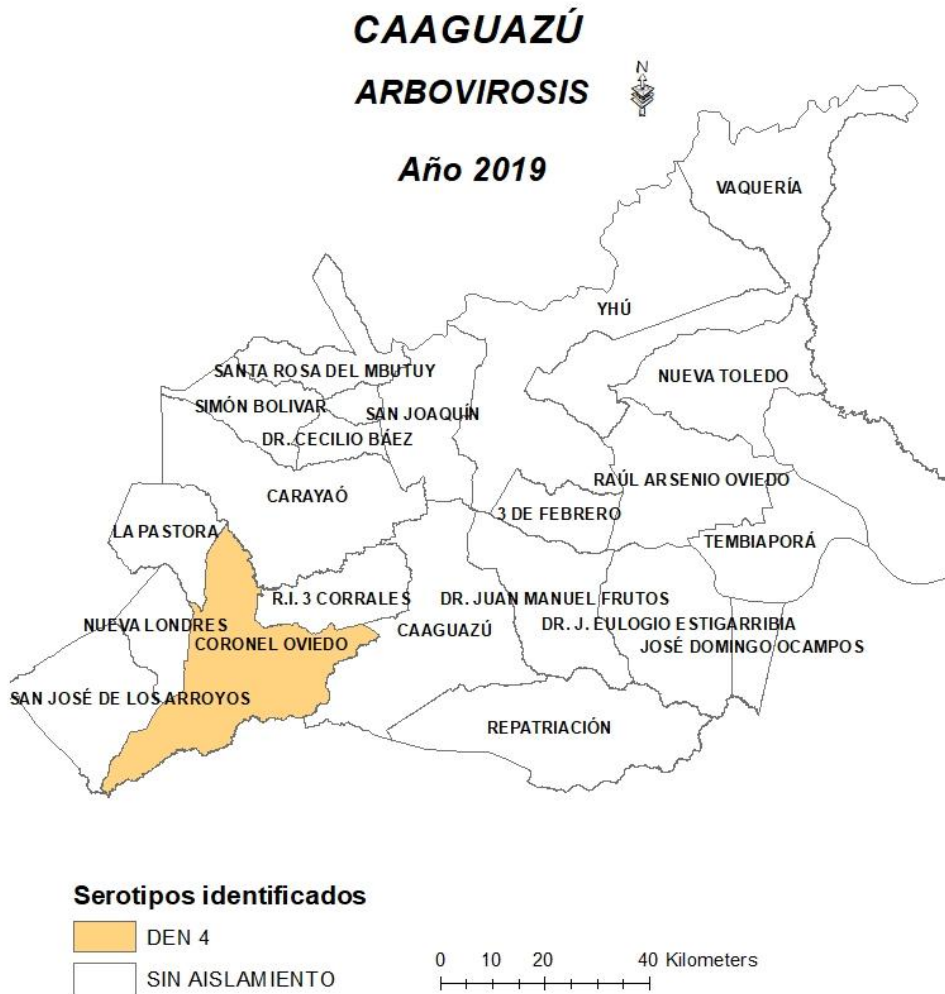 CAAGUAZÚ
ARBOVIROSIS
N
Año 2019
VAQUERÍA
YHÚ
SANTA ROSA DEL MBUTUY
NUEVA TOLEDO
SIMÓN BOLIVAR
SAN JOAQUÍN
DR. CECILIO BÁEZ
RAÚL ARSENIO OVIEDO
CARAYAÓ
3 DE FEBRERO
LA PASTORA
TEMBIAPORÁ
R.I. 3 CORRALES
DR. JUAN MANUEL FRUTOS
NUEVA LONDRES
CAAGUAZÚ
DR. J. EULOGIO ESTIGARRIBIA
CORONEL OVIEDO
JOSÉ DOMINGO OCAMPOS
SAN JOSÉ DE LOS ARROYOS
REPATRIACIÓN
Serotipos identificados
DEN 4
SIN AISLAMIENTO
0 10 20 40 Kilometers